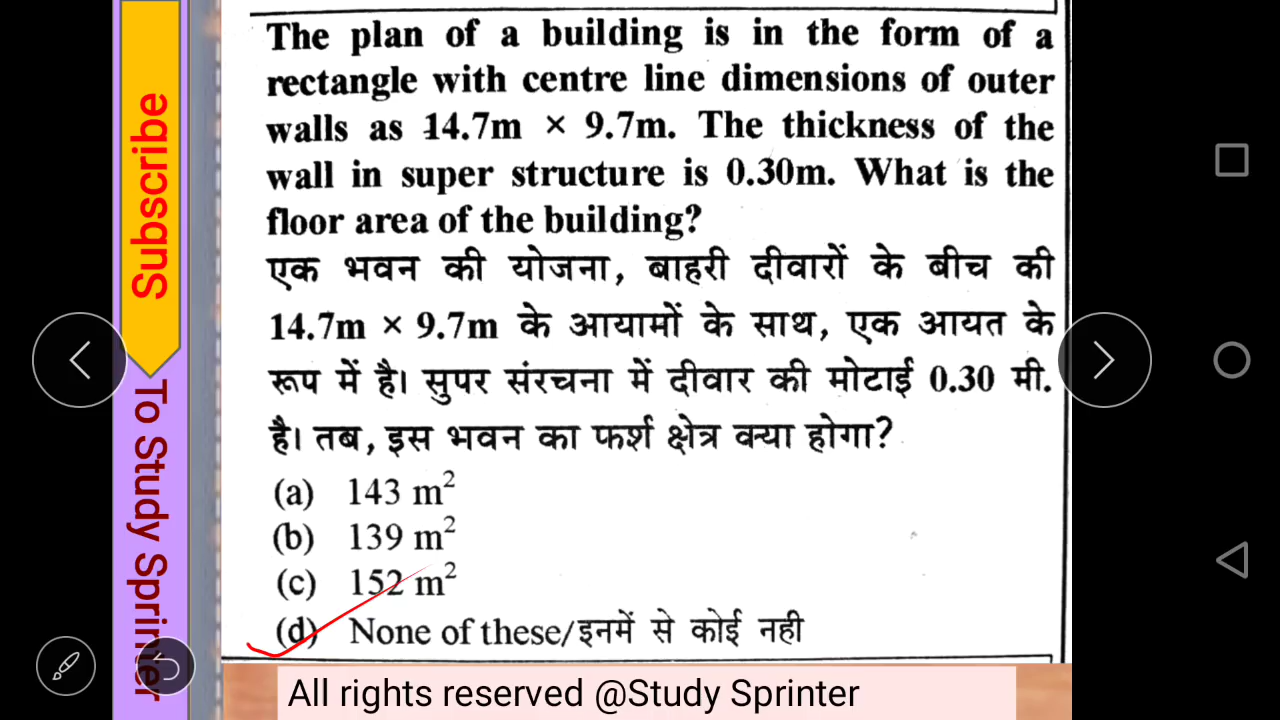 Subscribe
To Study Sprinter
The plan of a building is in the form of a
rectangle with centre line dimensions of outer
walls as 14.7m × 9.7m. The thickness of the
wall in super structure is 0.30m. What is the
floor area of the building?
एक भवन की योजना, बाहरी दीवारों के बीच की
14.7m × 9.7m के आयामों के साथ, एक आयत के
रूप में है। सुपर संरचना में दीवार की मोटाई 0.30 मी.
है। तब, इस भवन का फर्श क्षेत्र क्या होगा?
(a) 143 m²
(b) 139 m²
(c) 152 m²
(d) None of these/इनमें से कोई नही
All rights reserved @Study Sprinter